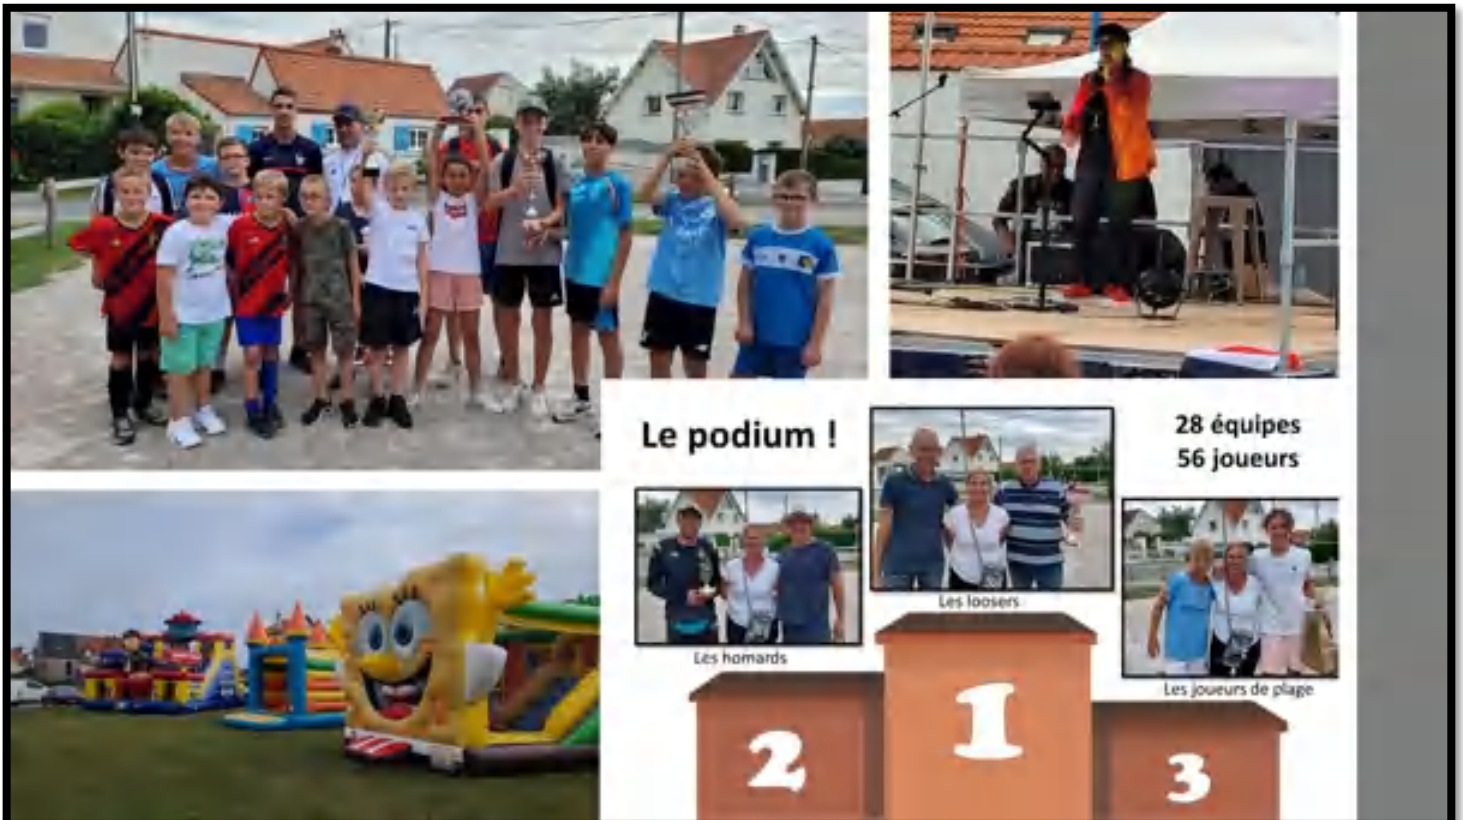 Le podium !
28 équipes
56 joueurs
Les loosers
Les homards
Les joueurs de plage
1
2
3